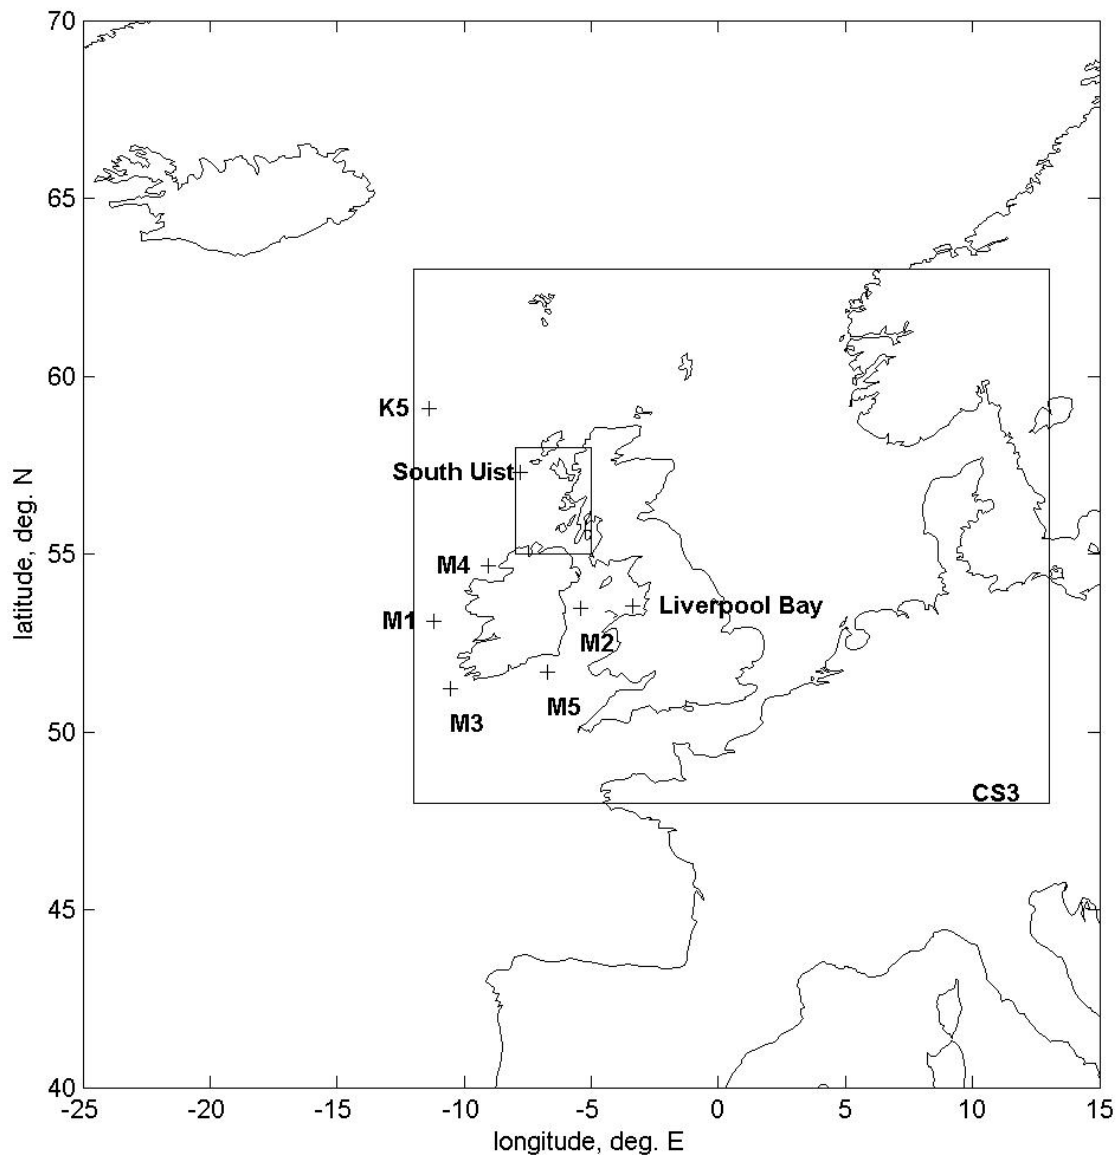 70
65
60
K5
South Uist
55
M4
Liverpool Bay
M1
M2
M5
M3
50
CS3
45
40
-25 -20 -15 -10 -5 0 5 10 15
longitude, deg. E
latitude, deg. N